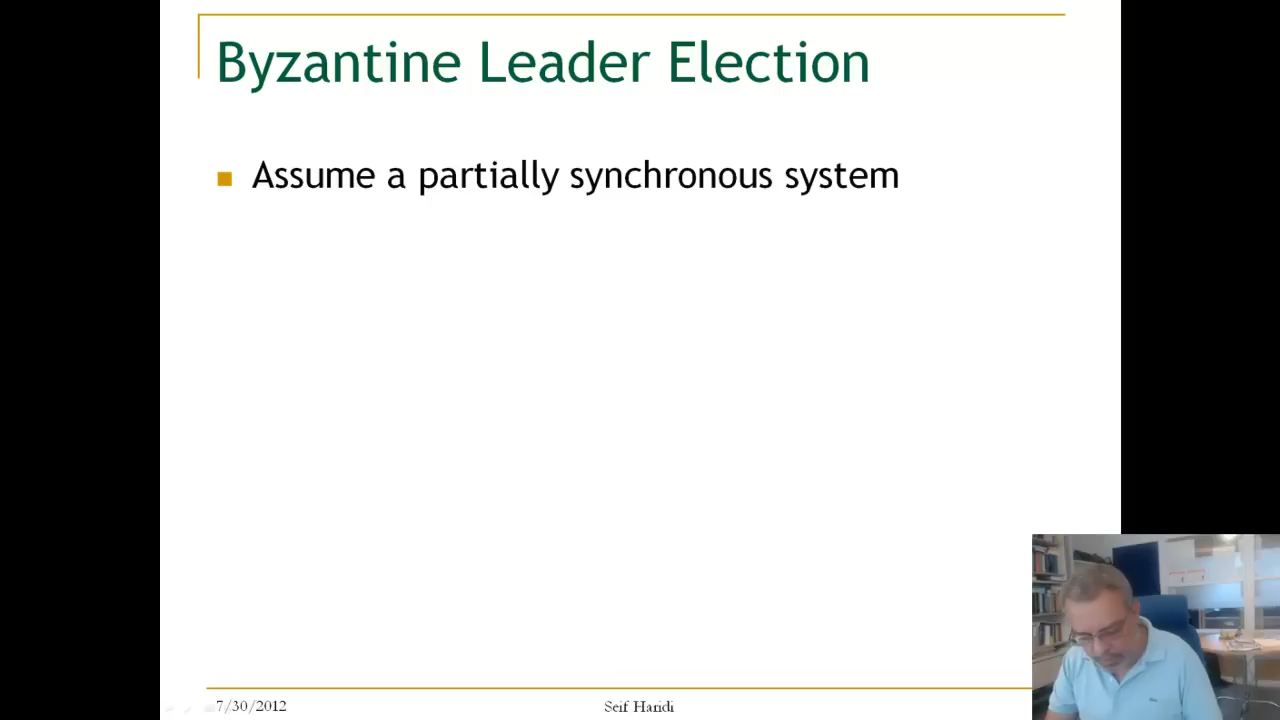 Byzantine Leader Election
Assume a partially synchronous system
7/30/2012
Seif Haridi